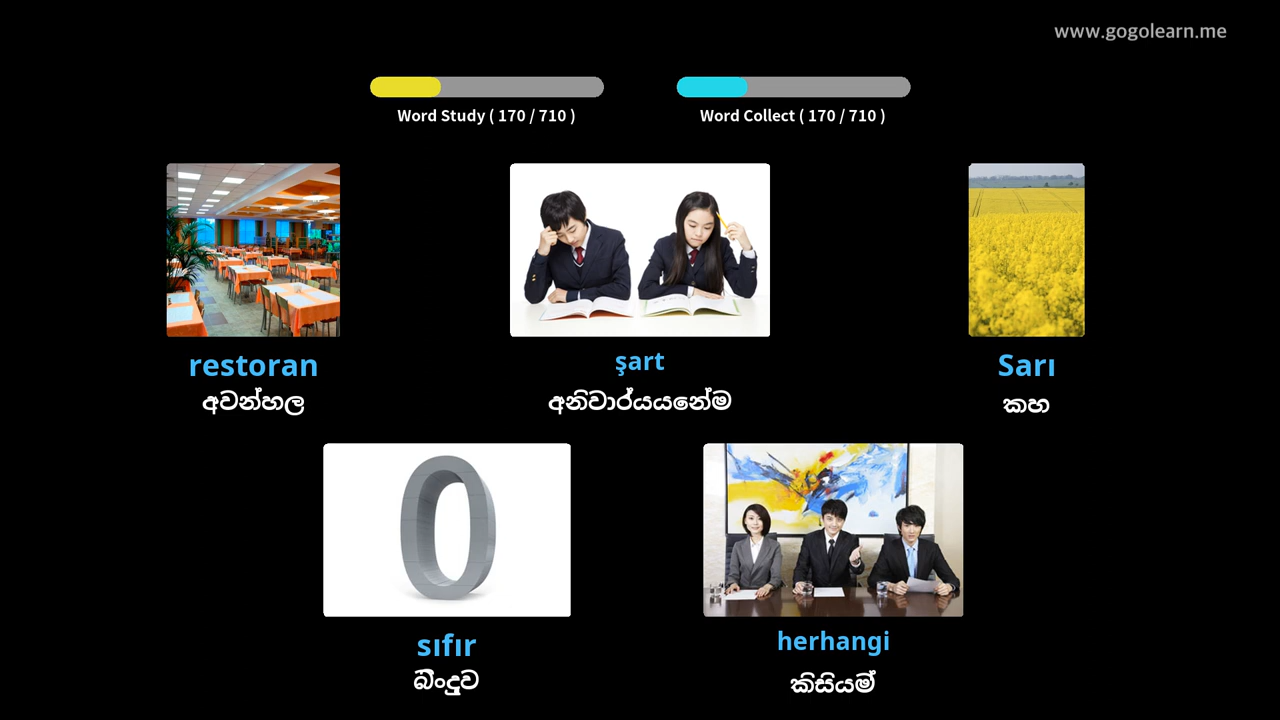 www.gogolearn.me
Word Study ( 170 / 710 )
Word Collect ( 170 / 710 )
restoran
අවන්හල
şart
අනිවාර්යයනේම
Sarı
කහ
sıfır
බිංදුව
herhangi
කිසියම්